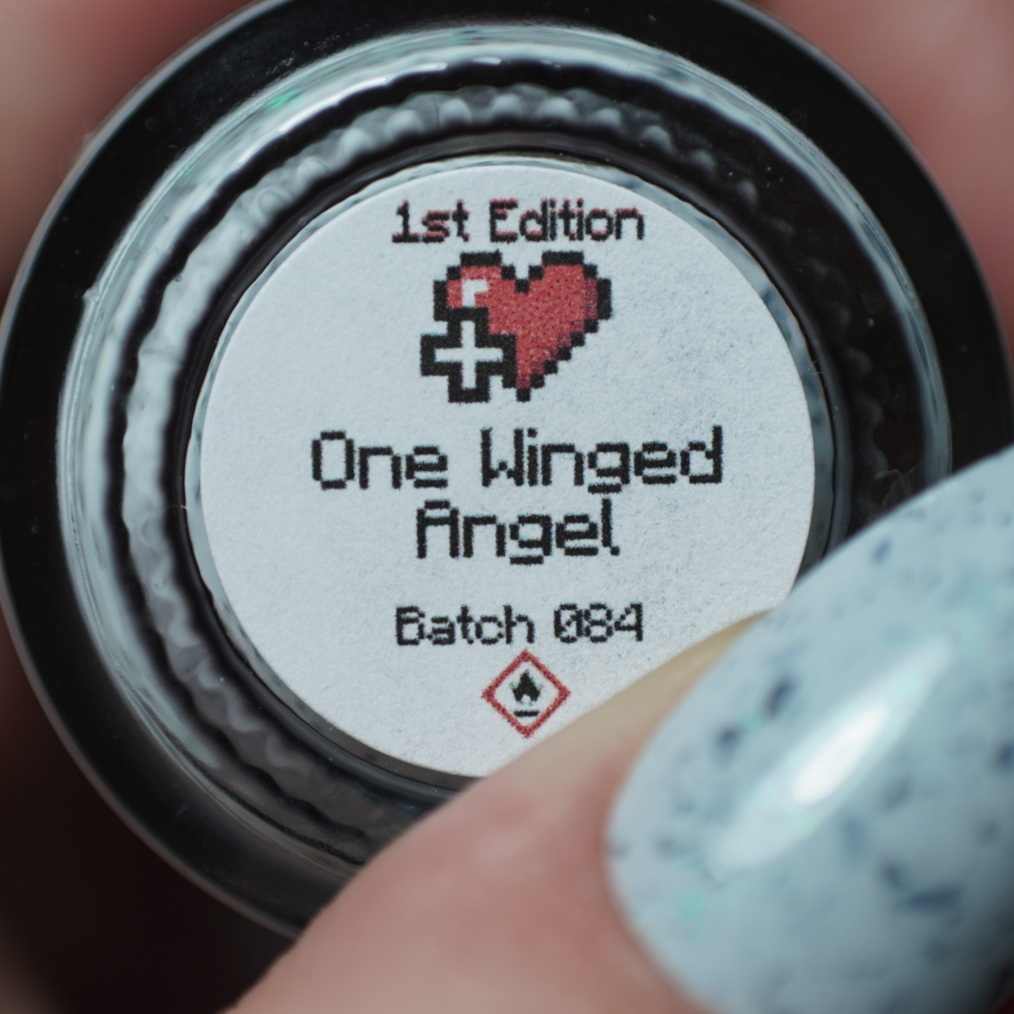 1st Edition
One Winged
Angel
Batch 084